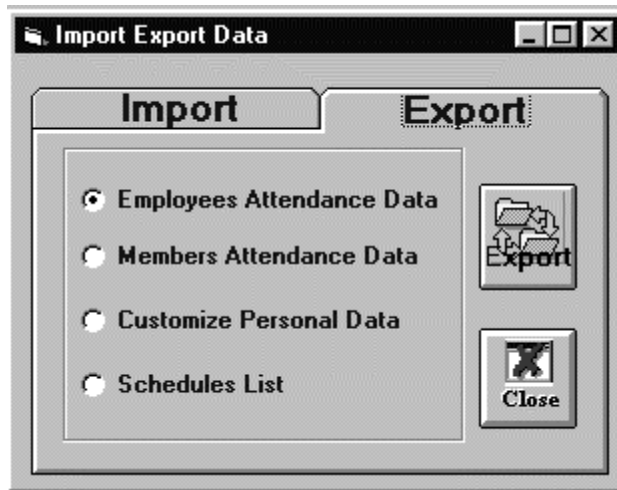 Import Export Data
Import
Export
Employees Attendance Data
Members Attendance Data
Customize Personal Data
Schedules List
Export
Close